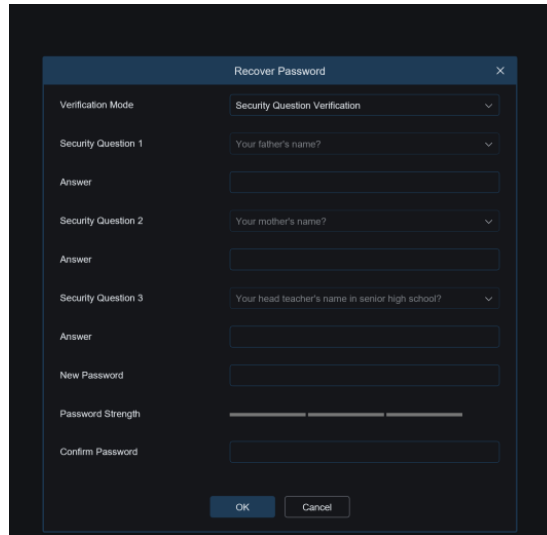 Recover Password
Verification Mode Security Question Verification
Security Question 1 Your father's name?
Answer
Security Question 2 Your mother's name?
Answer
Security Question 3 Your head teacher's name in senior high school?
Answer
New Password
Password Strength
Confirm Password
OK Cancel